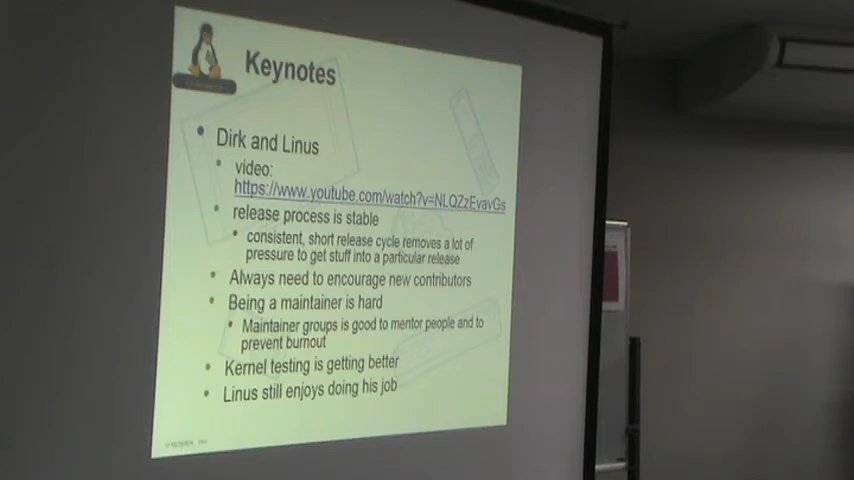 Keynotes
Dirk and Linus
video:
https://www.youtube.com/watch?v=NLQZzEvavGs
release process is stable
consistent, short release cycle removes a lot of
pressure to get stuff into a particular release
Always need to encourage new contributors
Being a maintainer is hard
Maintainer groups is good to mentor people and to
prevent burnout
Kernel testing is getting better
Linus still enjoys doing his job